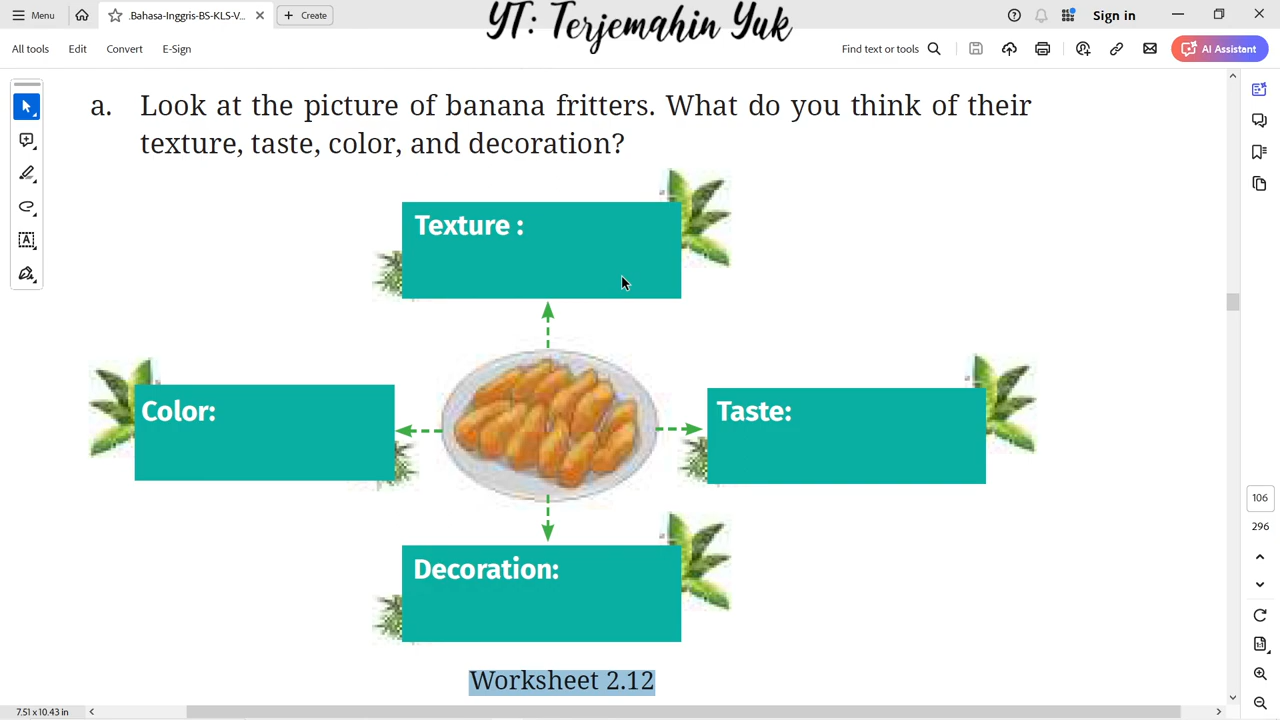 Menu
.Bahasa-Inggris-BS-KLS-V...
Create
YT: Terjemahin Yuk
Sign in
All tools
Edit
Convert
E-Sign
Find text or tools
AI Assistant
a. Look at the picture of banana fritters. What do you think of their
texture, taste, color, and decoration?
Texture :
Color:
Taste:
Decoration:
Worksheet 2.12
106
296
7.51 x 10.43 in